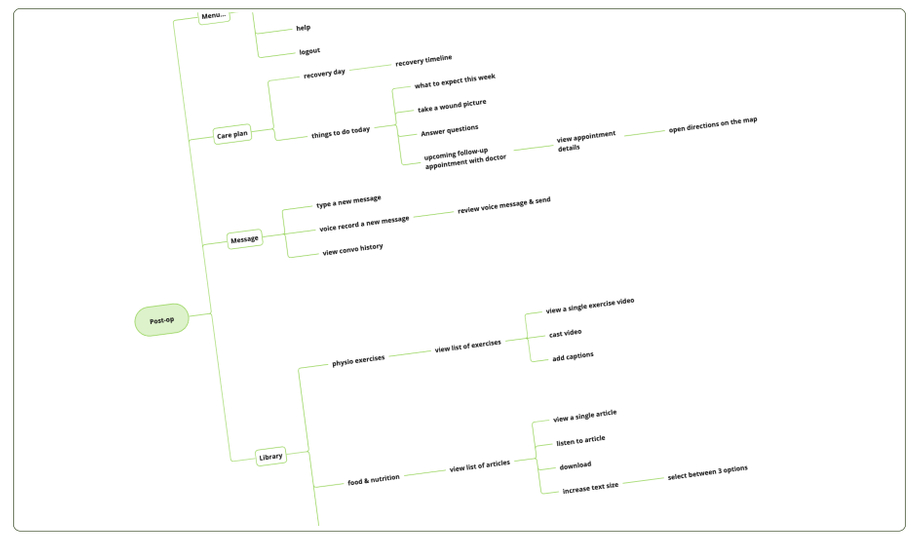 Menu...
help
logout
recovery day
recovery timeline
Care plan
things to do today
what to expect this week
take a wound picture
Answer questions
upcoming follow-up
appointment with doctor
view appointment
details
open directions on the map
Message
type a new message
voice record a new message
review voice message & send
view convo history
Post-op
physio exercises
view list of exercises
view a single exercise video
cast video
add captions
Library
food & nutrition
view list of articles
view a single article
listen to article
download
increase text size
select between 3 options